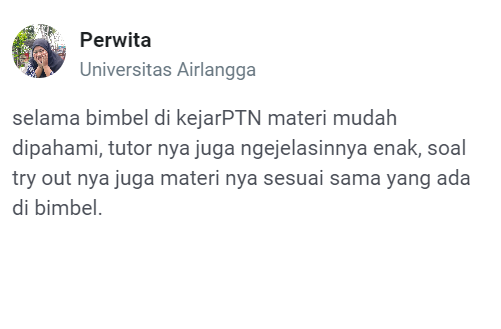 Perwita
Universitas Airlangga
selama bimbel di kejarPTN materi mudah
dipahami, tutor nya juga ngejelasinnya enak, soal
try out nya juga materi nya sesuai sama yang ada
di bimbel.